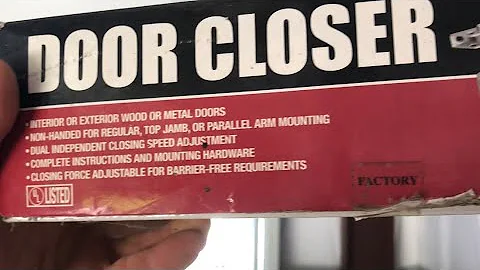 DOOR CLOSER
• INTERIOR OR EXTERIOR WOOD OR METAL DOORS
• NON-HANDED FOR REGULAR, TOP JAMB, OR PARALLEL ARM MOUNTING
• DUAL INDEPENDENT CLOSING SPEED ADJUSTMENT
• COMPLETE INSTRUCTIONS AND MOUNTING HARDWARE
• CLOSING FORCE ADJUSTABLE FOR BARRIER-FREE REQUIREMENTS
UL LISTED
FACTORY